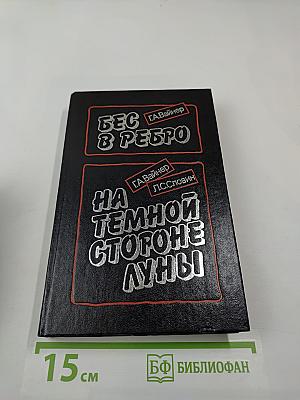 Г.А.Вайнер
БЕС
В РЕБРО
Г.А.Вайнер
Л.С.Словин
НА
ТЕМНОЙ
СТОРОНЕ
ЛУНЫ
15 см
БФ БИБЛИОФАН